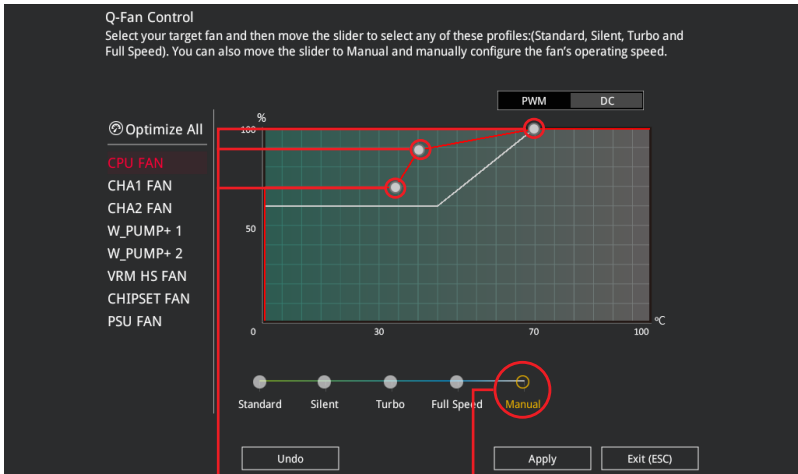 Q-Fan Control
Select your target fan and then move the slider to select any of these profiles:(Standard, Silent, Turbo and
Full Speed). You can also move the slider to Manual and manually configure the fan's operating speed.
PWM DC
Optimize All
CPU FAN
CHA1 FAN
CHA2 FAN
W_PUMP+ 1
W_PUMP+ 2
VRM HS FAN
CHIPSET FAN
PSU FAN
%
100
50
0 30 70 100 ºC
Standard Silent Turbo Full Speed Manual
Undo Apply Exit (ESC)